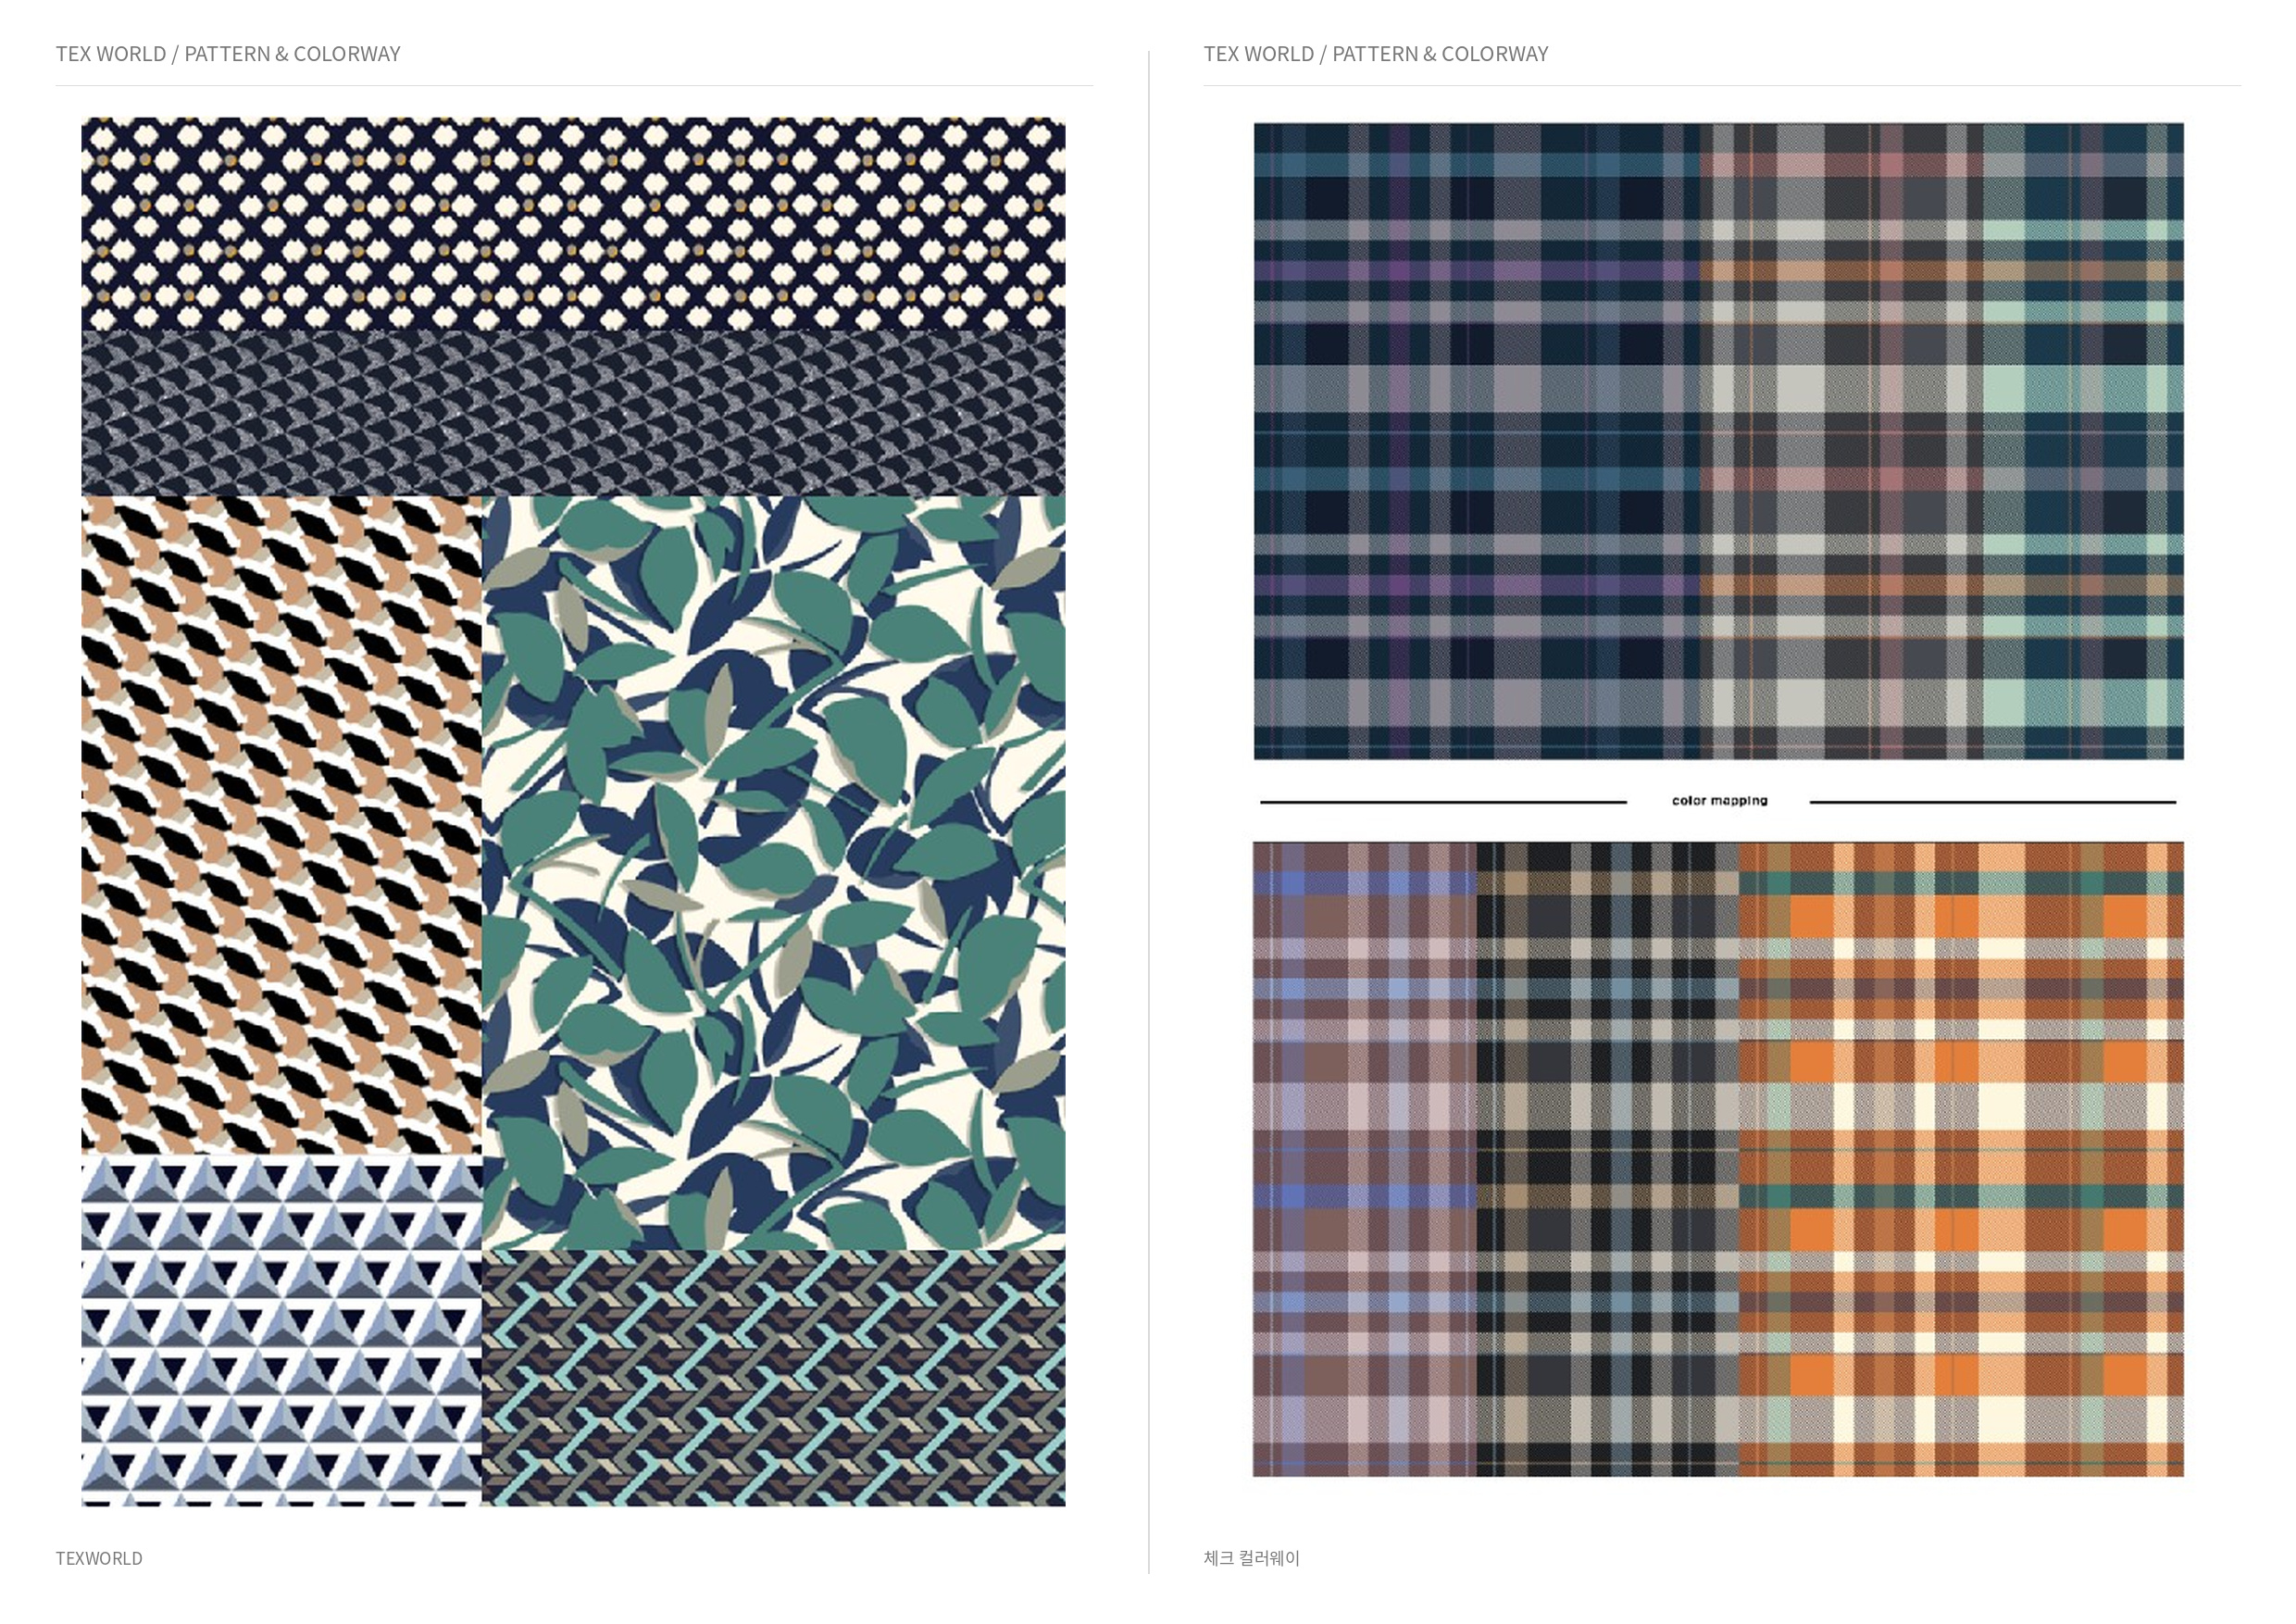 TEX WORLD / PATTERN & COLORWAY
TEXWORLD
TEX WORLD / PATTERN & COLORWAY
color mapping
체크 컬러웨이